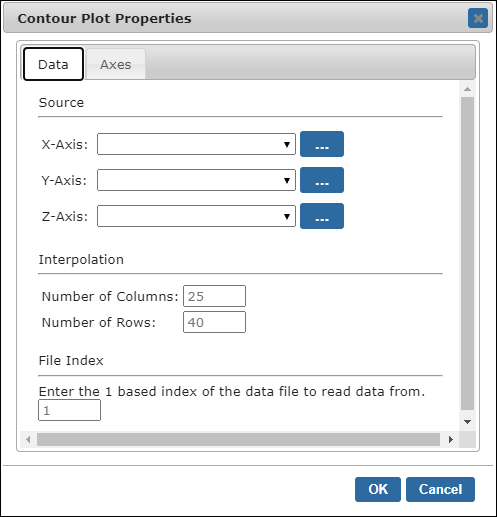 Contour Plot Properties
Data Axes
Source
X-Axis: ...
Y-Axis: ...
Z-Axis: ...
Interpolation
Number of Columns: 25
Number of Rows: 40
File Index
Enter the 1 based index of the data file to read data from.
1
OK Cancel